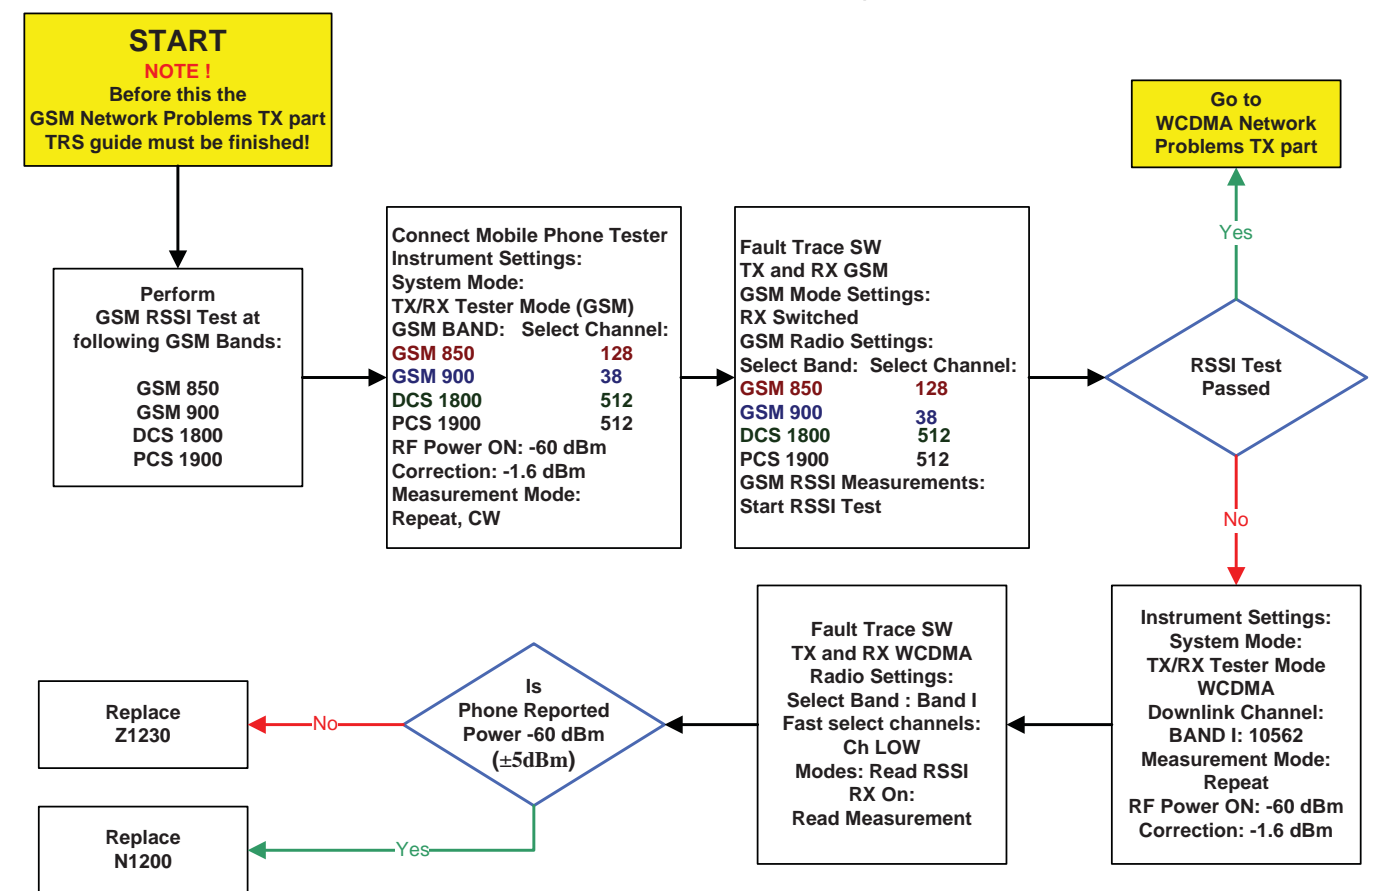 START
NOTE !
Before this the
GSM Network Problems TX part
TRS guide must be finished!
Perform
GSM RSSI Test at
following GSM Bands:
GSM 850
GSM 900
DCS 1800
PCS 1900
Connect Mobile Phone Tester
Instrument Settings:
System Mode:
TX/RX Tester Mode (GSM)
GSM BAND: Select Channel:
GSM 850 128
GSM 900 38
DCS 1800 512
PCS 1900 512
RF Power ON: -60 dBm
Correction: -1.6 dBm
Measurement Mode:
Repeat, CW
Fault Trace SW
TX and RX GSM
GSM Mode Settings:
RX Switched
GSM Radio Settings:
Select Band: Select Channel:
GSM 850 128
GSM 900 38
DCS 1800 512
PCS 1900 512
GSM RSSI Measurements:
Start RSSI Test
Go to
WCDMA Network
Problems TX part
Yes
RSSI Test
Passed
No
Instrument Settings:
System Mode:
TX/RX Tester Mode
WCDMA
Downlink Channel:
BAND I: 10562
Measurement Mode:
Repeat
RF Power ON: -60 dBm
Correction: -1.6 dBm
Fault Trace SW
TX and RX WCDMA
Radio Settings:
Select Band : Band I
Fast select channels:
Ch LOW
Modes: Read RSSI
RX On:
Read Measurement
Is
Phone Reported
Power -60 dBm
(±5dBm)
No
Replace
Z1230
Yes
Replace
N1200